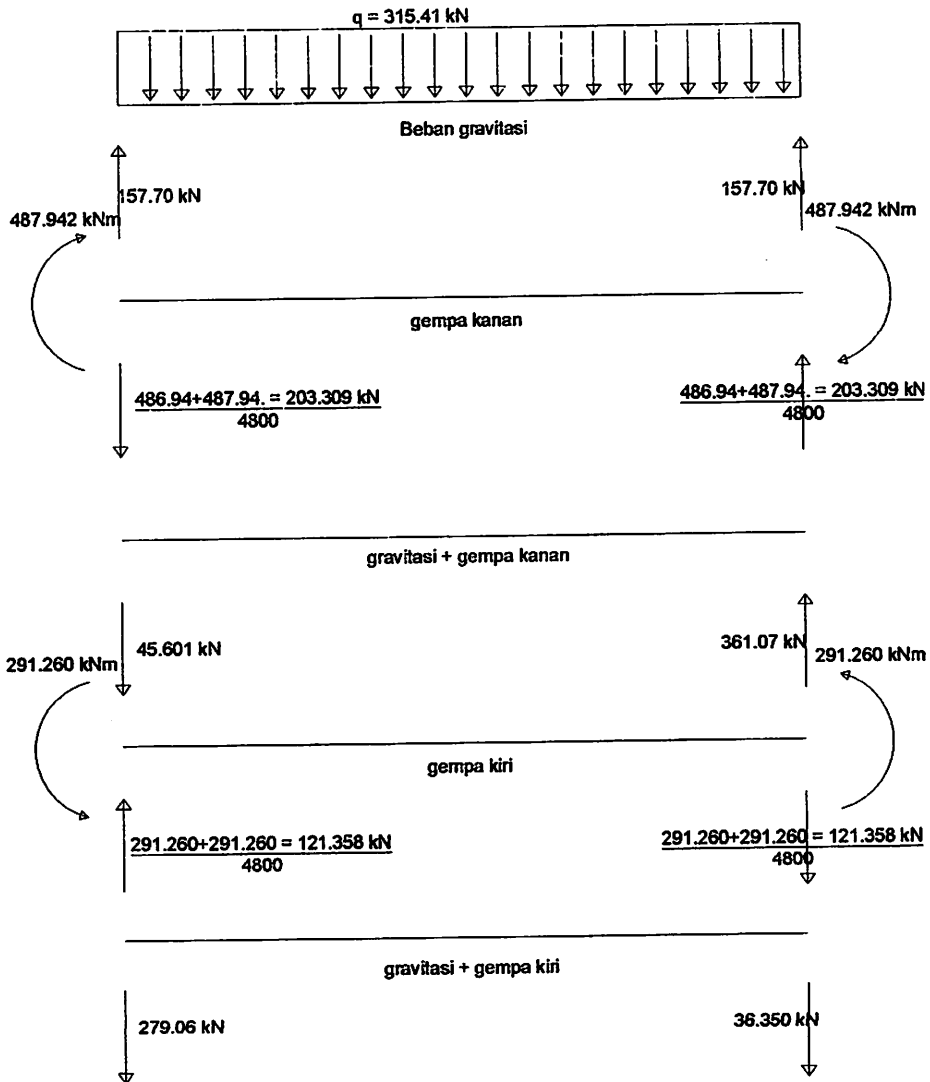 q = 315.41 kN
Beban gravitasi
157.70 kN
157.70 kN
487.942 kNm
487.942 kNm
gempa kanan
486.94+487.94. = 203.309 kN
4800
486.94+487.94. = 203.309 kN
4800
gravitasi + gempa kanan
45.601 kN
361.07 kN
291.260 kNm
291.260 kNm
gempa kiri
291.260+291.260 = 121.358 kN
4800
291.260+291.260 = 121.358 kN
4800
gravitasi + gempa kiri
279.06 kN
36.350 kN